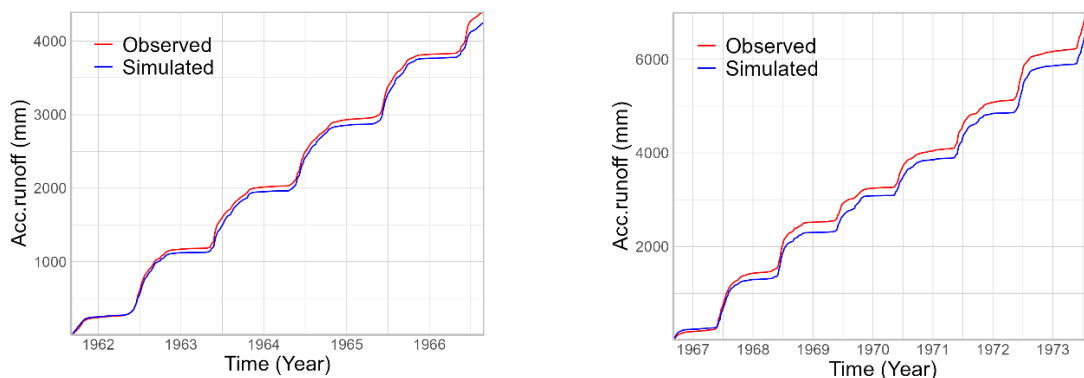 Acc.runoff (mm)
4000
3000
2000
1000
Observed
Simulated
1962 1963 1964 1965 1966
Time (Year)
Acc.runoff (mm)
6000
4000
2000
Observed
Simulated
1967 1968 1969 1970 1971 1972 1973
Time (Year)